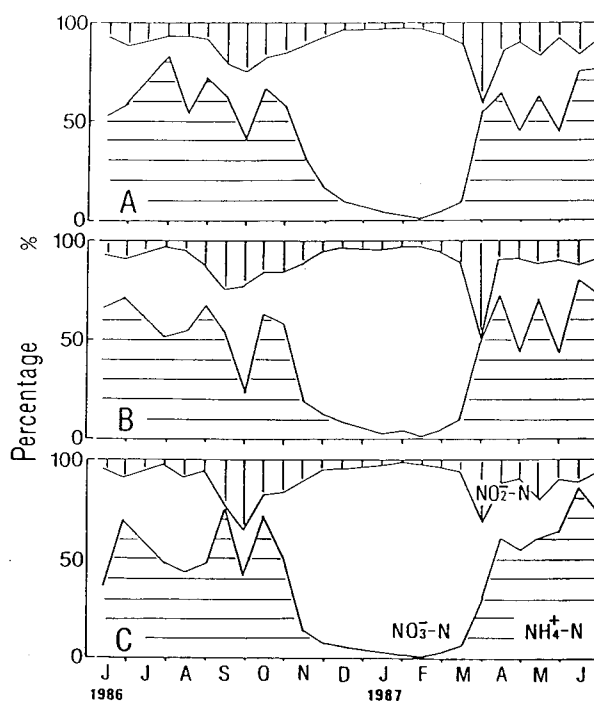 100
50
0
A
%
100
50
0
B
Percentage
100
50
0
C
NO₂⁻-N
NO₃⁻-N
NH₄⁺-N
J J A S O N D J F M A M J
1986 1987